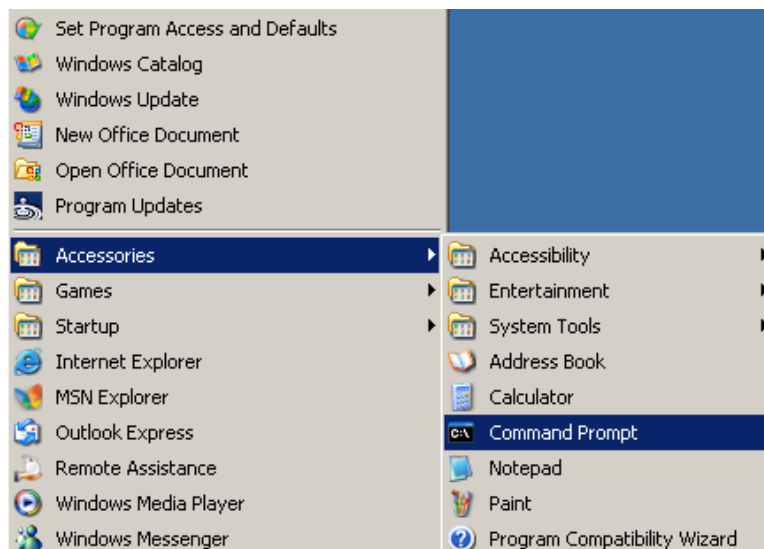 Set Program Access and Defaults
Windows Catalog
Windows Update
New Office Document
Open Office Document
Program Updates
Accessories
Games
Startup
Internet Explorer
MSN Explorer
Outlook Express
Remote Assistance
Windows Media Player
Windows Messenger
Accessibility
Entertainment
System Tools
Address Book
Calculator
C:\
Command Prompt
Notepad
Paint
Program Compatibility Wizard